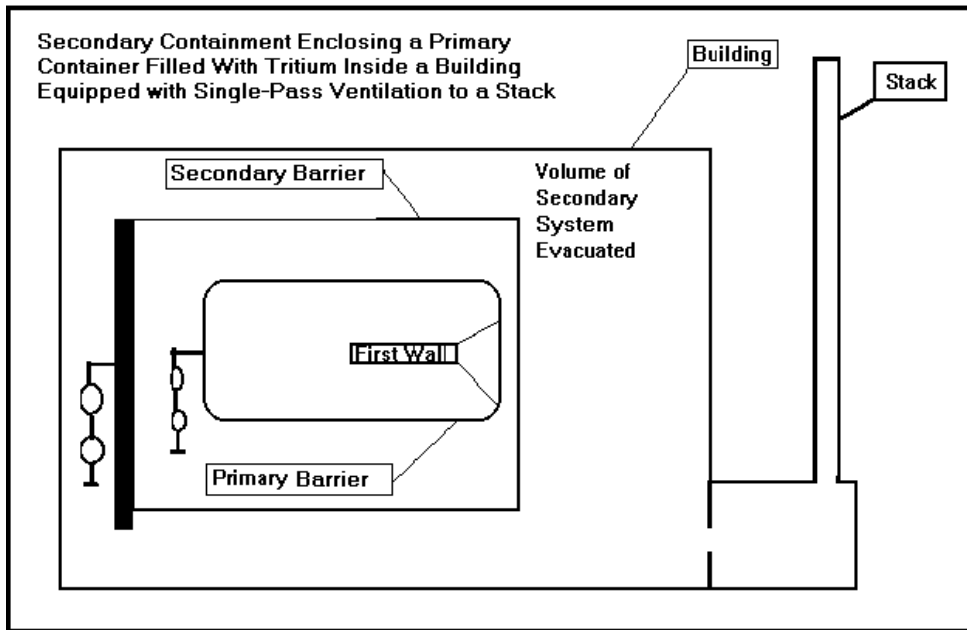 Secondary Containment Enclosing a Primary
Container Filled With Tritium Inside a Building
Equipped with Single-Pass Ventilation to a Stack
Building
Stack
Secondary Barrier
Volume of
Secondary
System
Evacuated
First Wall
Primary Barrier